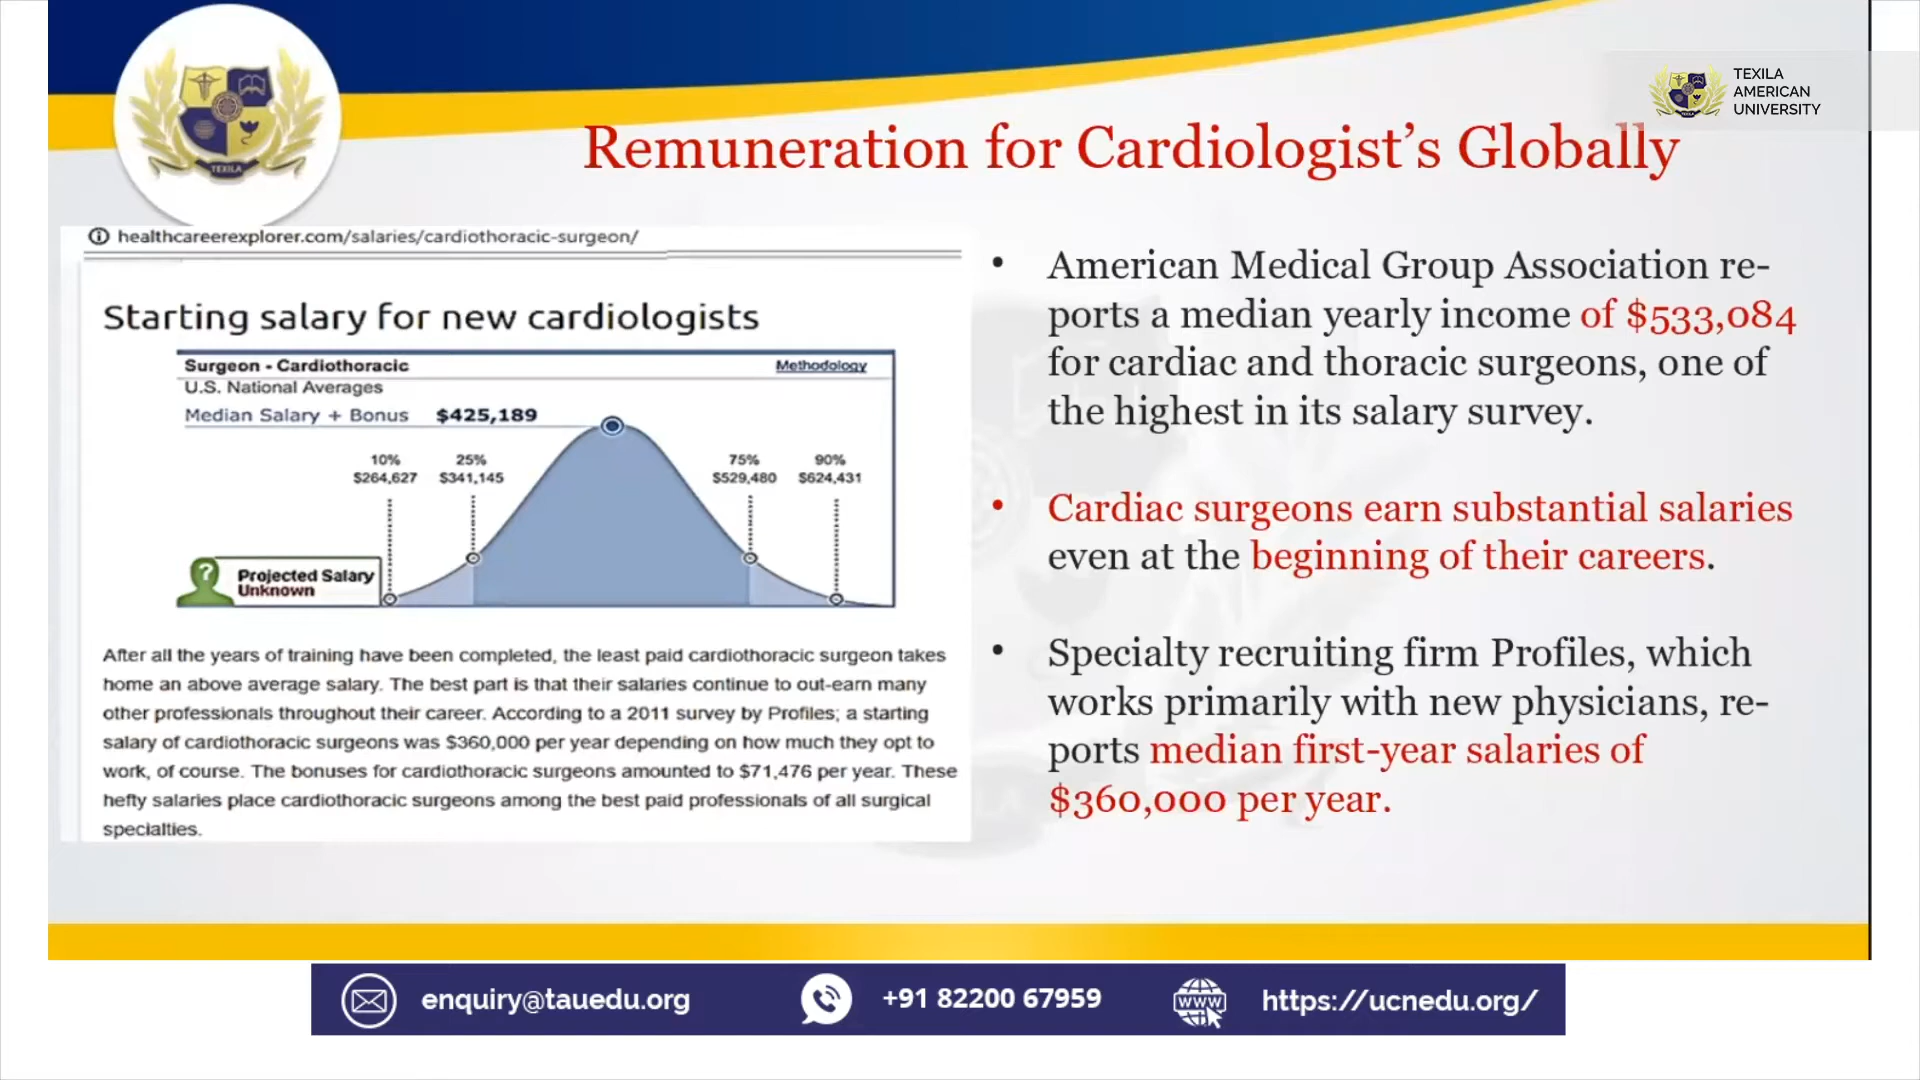 TEXILA
TEXILA
AMERICAN
UNIVERSITY
Remuneration for Cardiologist’s Globally
healthcareerexplorer.com/salaries/cardiothoracic-surgeon/
Starting salary for new cardiologists
Surgeon - Cardiothoracic Methodology
U.S. National Averages
Median Salary + Bonus $425,189
10% 25% 75% 90%
$264,627 $341,145 $529,480 $624,431
?
Projected Salary
Unknown
After all the years of training have been completed, the least paid cardiothoracic surgeon takes
home an above average salary. The best part is that their salaries continue to out-earn many
other professionals throughout their career. According to a 2011 survey by Profiles; a starting
salary of cardiothoracic surgeons was $360,000 per year depending on how much they opt to
work, of course. The bonuses for cardiothoracic surgeons amounted to $71,476 per year. These
hefty salaries place cardiothoracic surgeons among the best paid professionals of all surgical
specialties.
• American Medical Group Association re-
ports a median yearly income of $533,084
for cardiac and thoracic surgeons, one of
the highest in its salary survey.
• Cardiac surgeons earn substantial salaries
even at the beginning of their careers.
• Specialty recruiting firm Profiles, which
works primarily with new physicians, re-
ports median first-year salaries of
$360,000 per year.
enquiry@tauedu.org
+91 82200 67959
www
https://ucnedu.org/